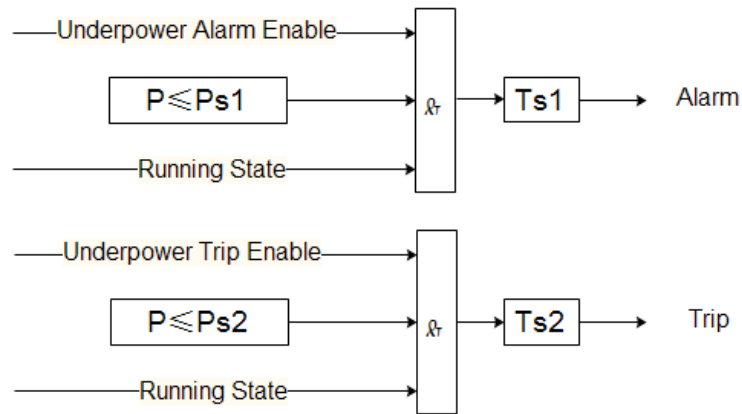 Underpower Alarm Enable
P≤Ps1
&
Ts1
Alarm
Running State
Underpower Trip Enable
P≤Ps2
&
Ts2
Trip
Running State